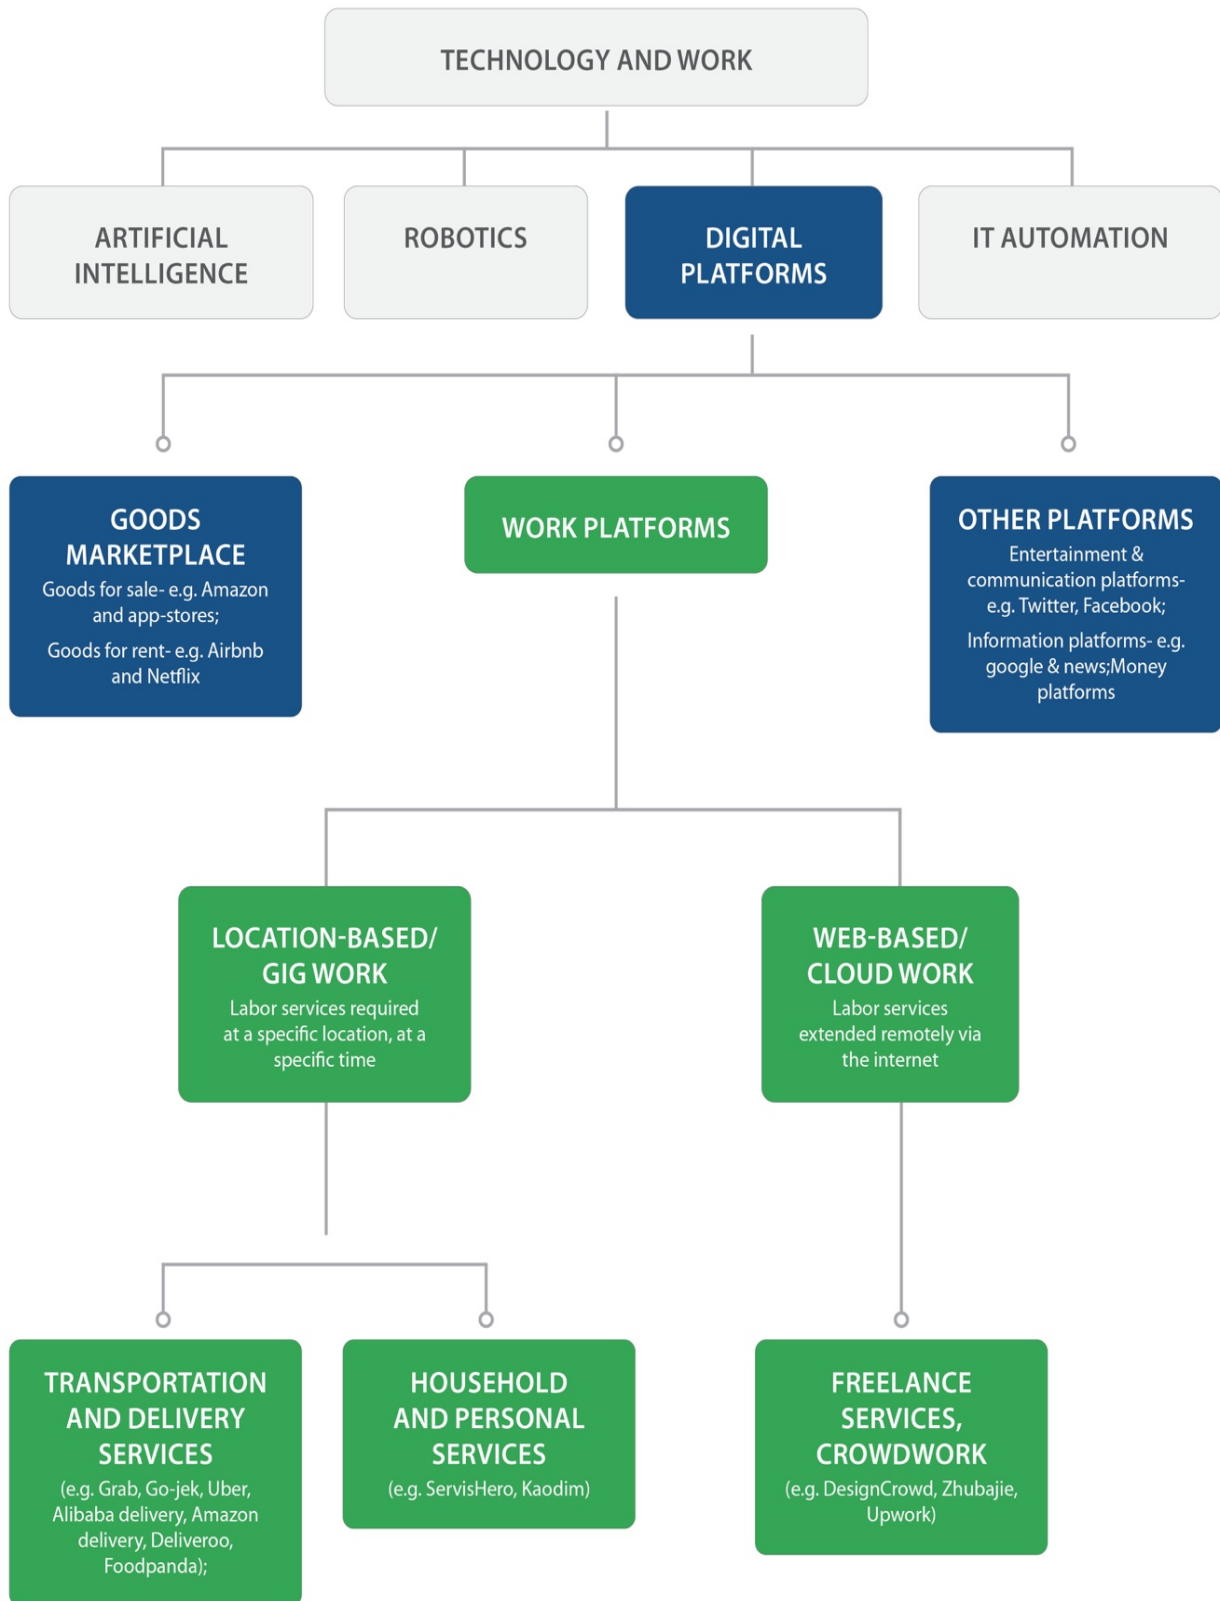 TECHNOLOGY AND WORK
ARTIFICIAL
INTELLIGENCE
ROBOTICS
DIGITAL
PLATFORMS
IT AUTOMATION
GOODS
MARKETPLACE
Goods for sale- e.g. Amazon
and app-stores;
Goods for rent- e.g. Airbnb
and Netflix
WORK PLATFORMS
OTHER PLATFORMS
Entertainment &
communication platforms-
e.g. Twitter, Facebook;
Information platforms- e.g.
google & news;Money
platforms
LOCATION-BASED/
GIG WORK
Labor services required
at a specific location, at a
specific time
WEB-BASED/
CLOUD WORK
Labor services
extended remotely via
the internet
TRANSPORTATION
AND DELIVERY
SERVICES
(e.g. Grab, Go-jek, Uber,
Alibaba delivery, Amazon
delivery, Deliveroo,
Foodpanda);
HOUSEHOLD
AND PERSONAL
SERVICES
(e.g. ServisHero, Kaodim)
FREELANCE
SERVICES,
CROWDWORK
(e.g. DesignCrowd, Zhubajie,
Upwork)